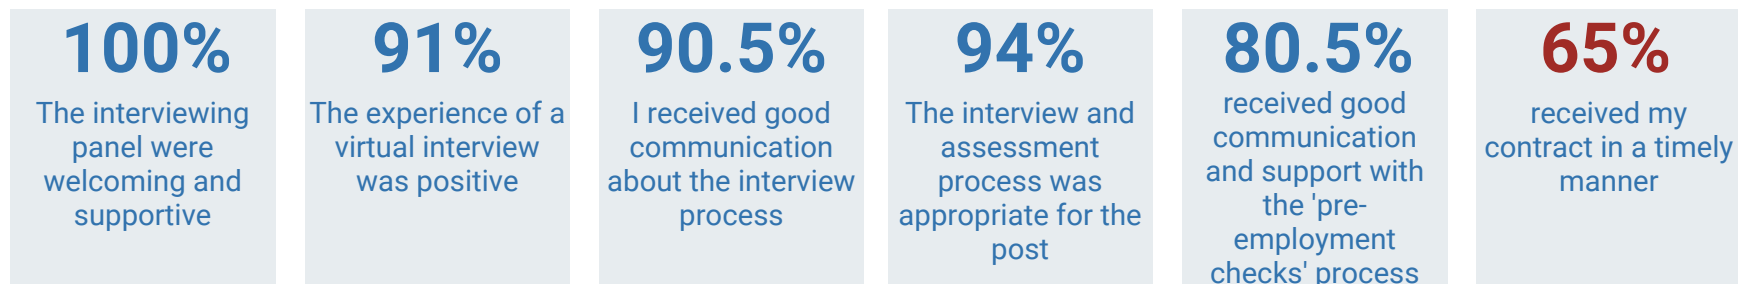 100%
The interviewing
panel were
welcoming and
supportive
91%
The experience of a
virtual interview
was positive
90.5%
I received good
communication
about the interview
process
94%
The interview and
assessment
process was
appropriate for the
post
80.5%
received good
communication
and support with
the 'pre-
employment
checks' process
65%
received my
contract in a timely
manner